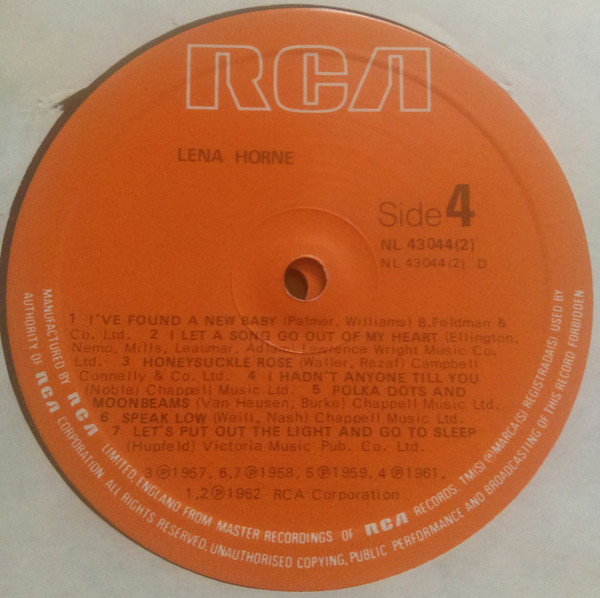 RCA
LENA HORNE
Side 4
NL 43044(2)
NL 43044(2) D
1 I'VE FOUND A NEW BABY (Palmer, Williams) B.Feldman &
Co. Ltd. 2 I LET A SONG GO OUT OF MY HEART (Ellington,
Nemo, Mills, Leaumar, Adlam) Lawrence Wright Music Co.
Ltd. 3 HONEYSUCKLE ROSE (Waller, Razaf) Campbell
Connelly & Co. Ltd. 4 I HADN'T ANYONE TILL YOU
(Noble) Chappell Music Ltd. 5 POLKA DOTS AND
MOONBEAMS (Van Heusen, Burke) Chappell Music Ltd.
6 SPEAK LOW (Weill, Nash) Chappell Music Ltd.
7 LET'S PUT OUT THE LIGHT AND GO TO SLEEP
(Hupfeld) Victoria Music Pub. Co. Ltd.
3 ℗ 1957, 6,7 ℗ 1958, 5 ℗ 1959, 4 ℗ 1961,
1,2 ℗ 1962 RCA Corporation
MANUFACTURED BY RCA LIMITED, ENGLAND FROM MASTER RECORDINGS OF RCA RECORDS. TM(S) ® MARCA(S) REGISTRADA(S) USED BY
AUTHORITY OF RCA CORPORATION. ALL RIGHTS RESERVED. UNAUTHORISED COPYING, PUBLIC PERFORMANCE AND BROADCASTING OF THIS RECORD FORBIDDEN